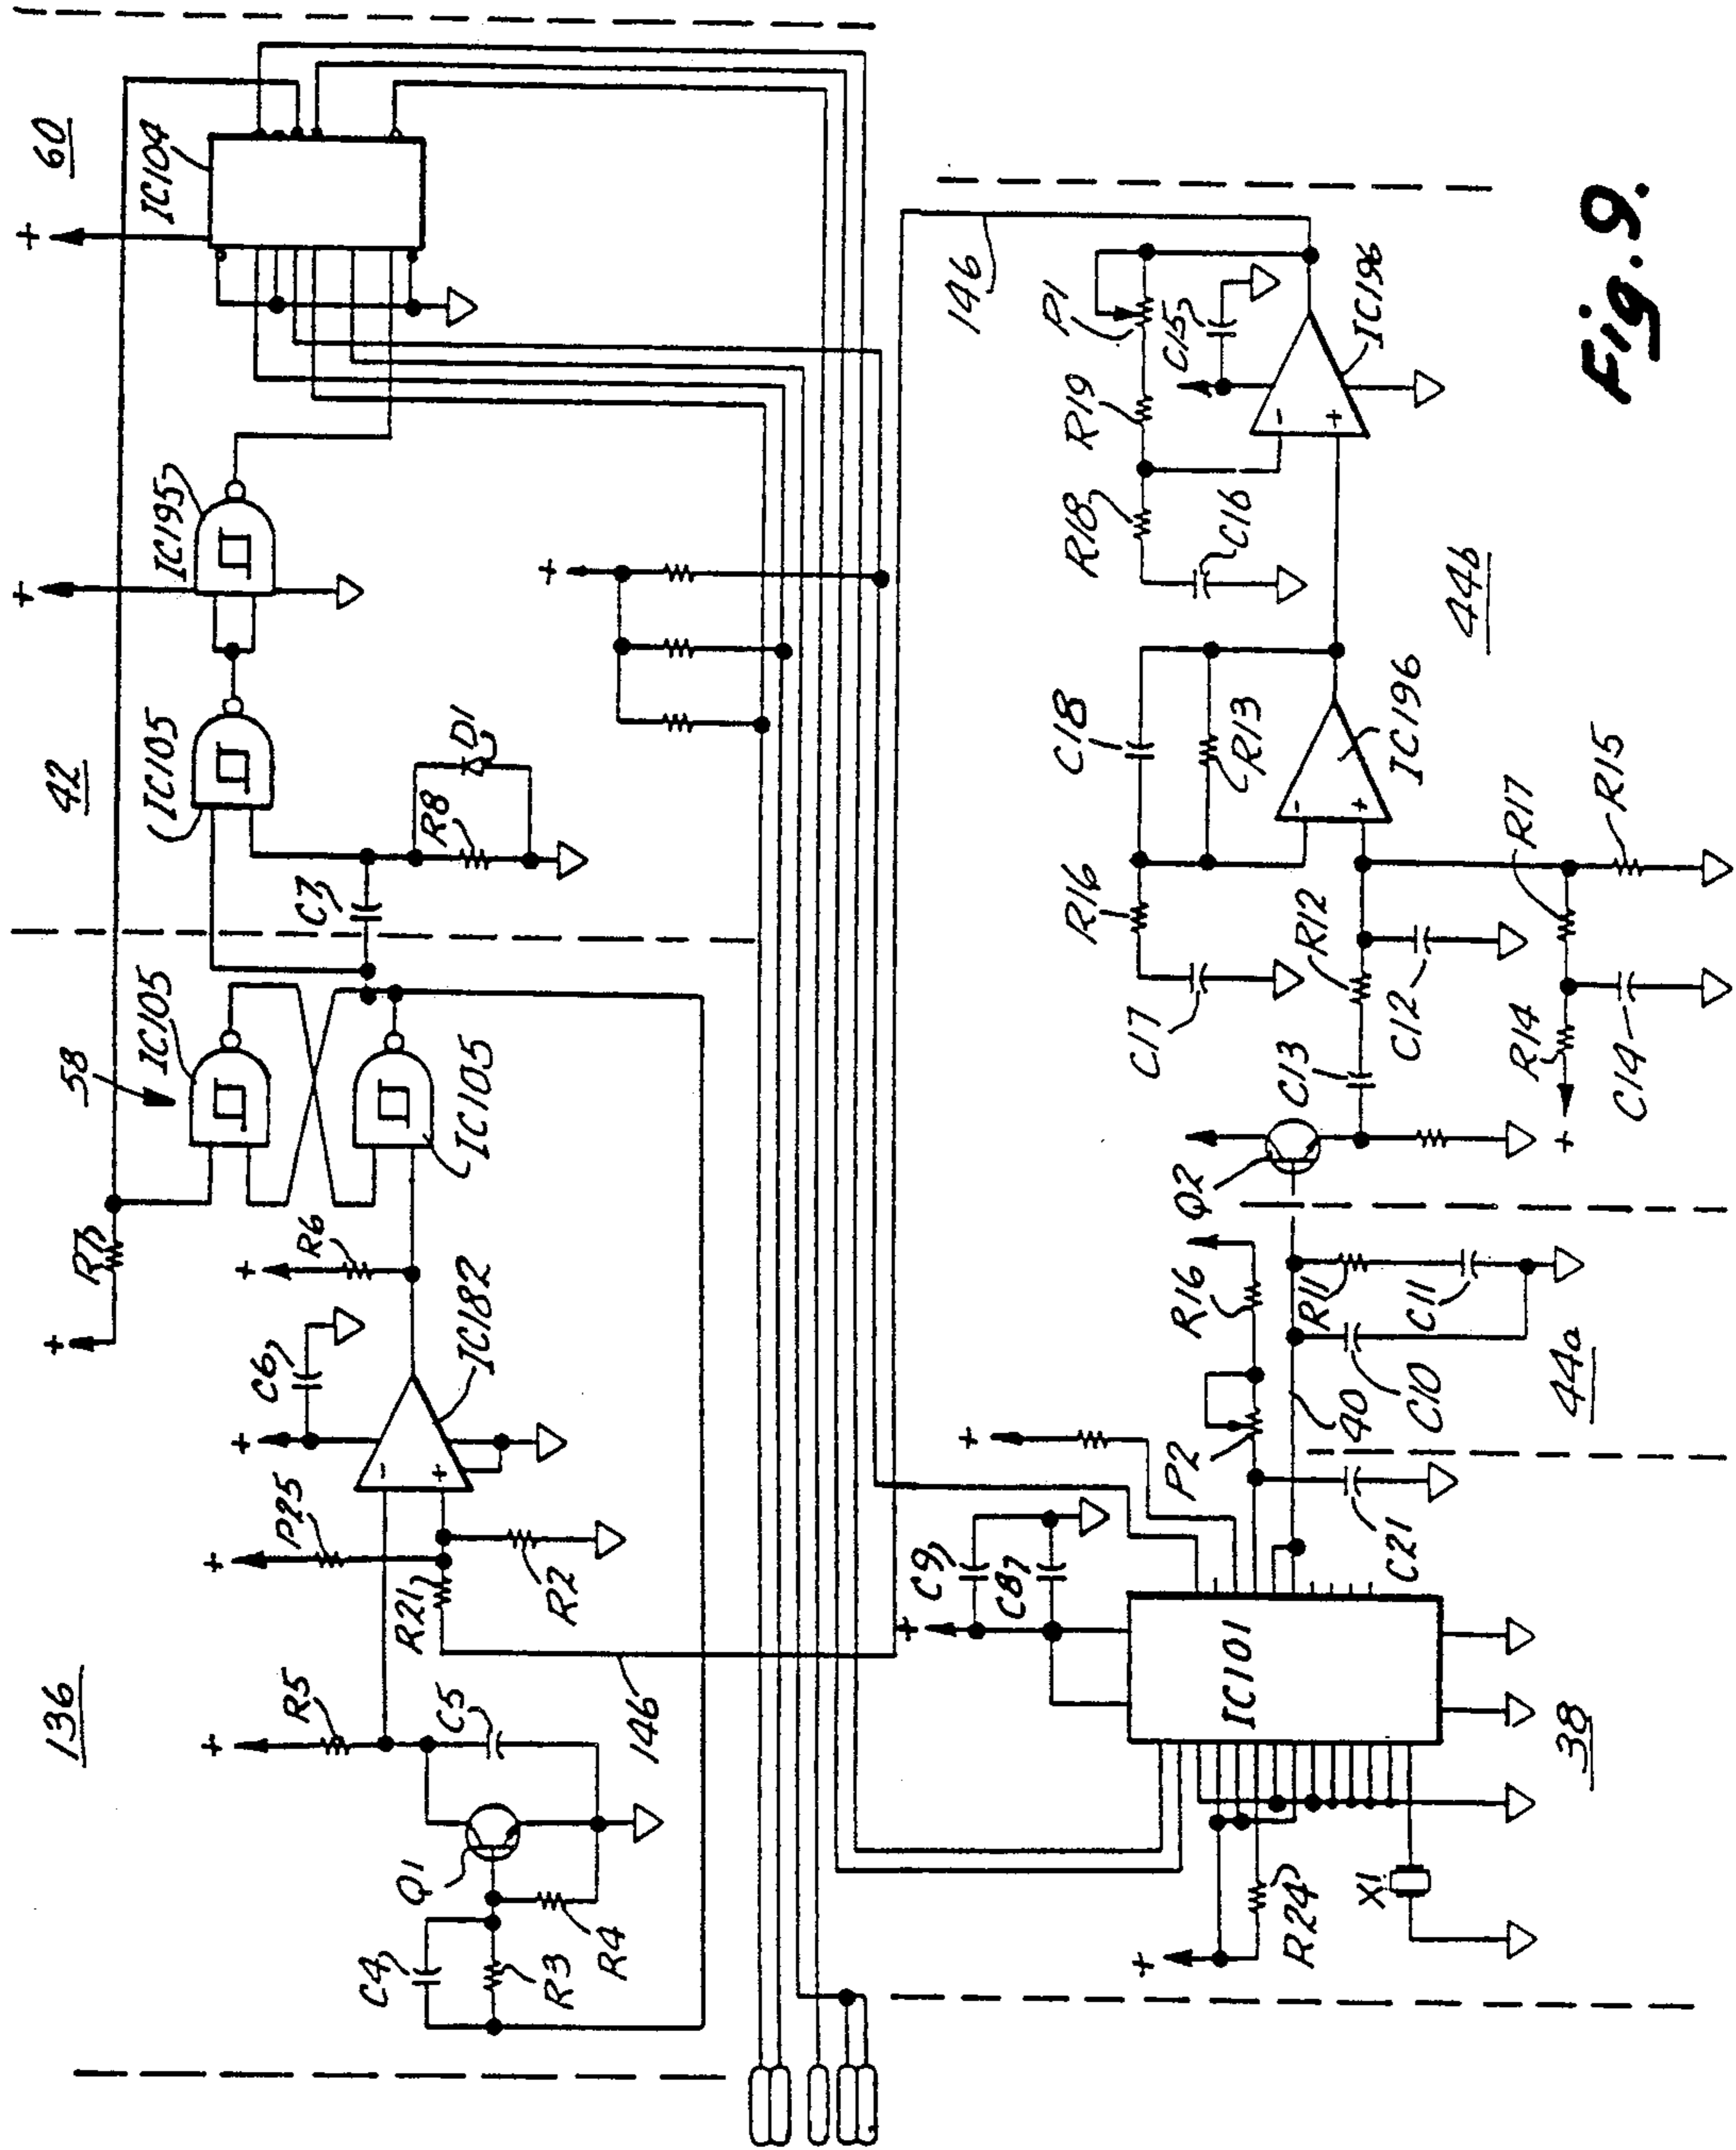 136
58
42
60
+
R7
+
IC105
(IC105
IC195
+
IC104
+
+
R5
+
P25
+
C6
+
R6
IC105
C7
R8
D1
C4
Q1
C5
R3
R4
R21
-
+
R2
IC182
146
+
146
+
C9
C8
+
IC101
+
R24
X1
38
P2
R16
40
C21
C10
R11
C11
44a
Q2
C13
R12
C12
R14
+
C14
R17
R15
C17
R16
C18
R13
-
+
IC196
R18
C16
R19
P1
C15
-
+
IC196
44b
Fig. 9.